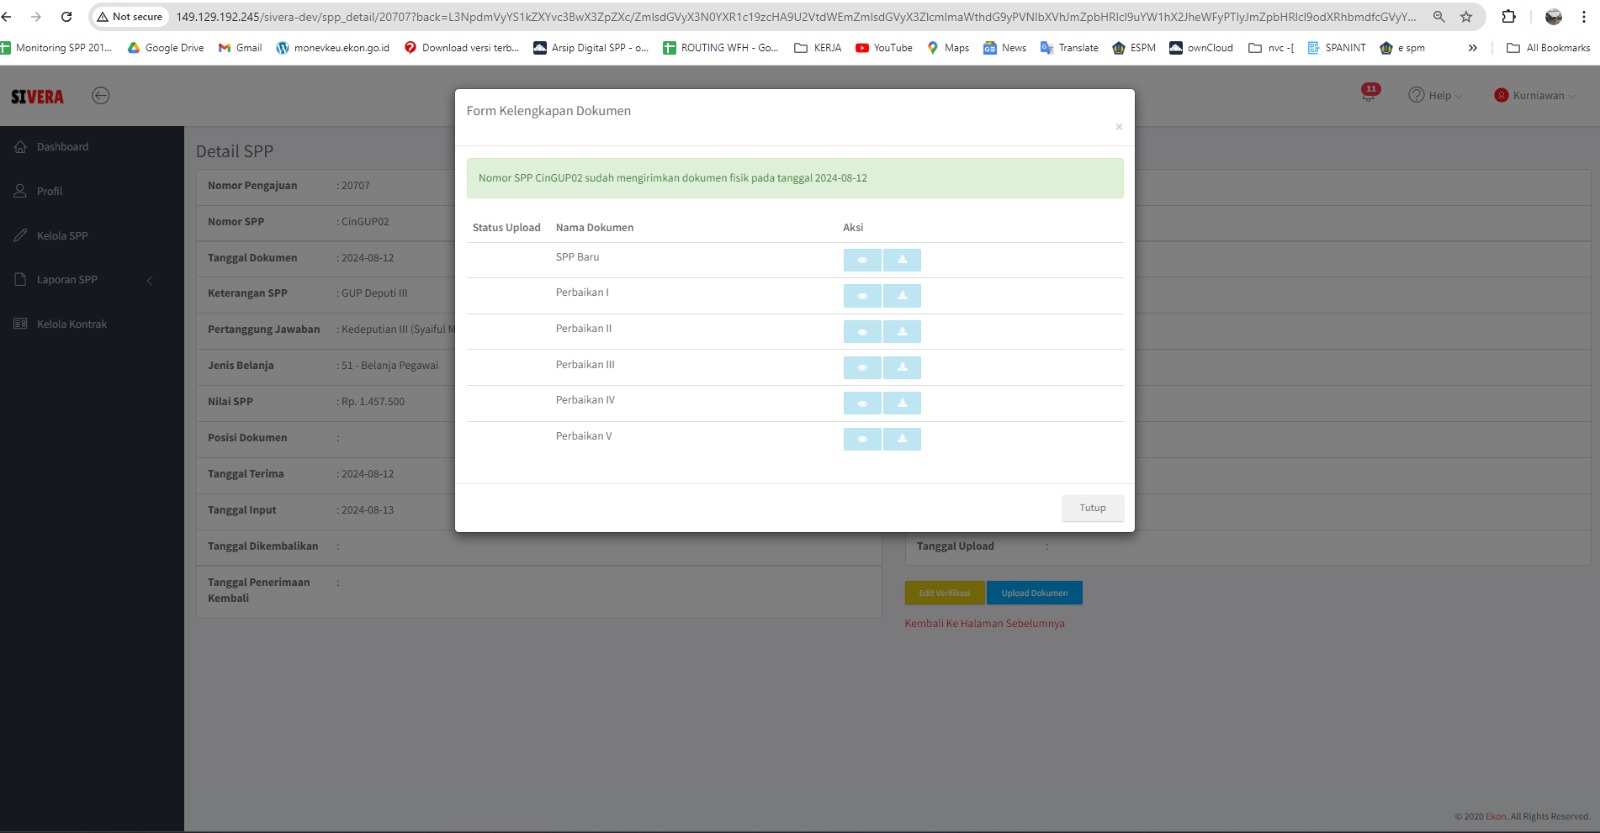 Not secure 149.129.192.245/sivera-dev/spp_detail/20707?back=
Monitoring SPP 201... Google Drive Gmail monevkeu.ekon.go.id Download versi terb... Arsip Digital SPP - o... ROUTING WFH - Go... KERJA YouTube Maps News Translate ESPM ownCloud nvc -[ SPANINT e spm » All Bookmarks
SIVERA
11
Help
Kurniawan
Dashboard
Profil
Kelola SPP
Laporan SPP
Kelola Kontrak
Detail SPP
Nomor Pengajuan : 20707
Nomor SPP : CinGUP02
Tanggal Dokumen : 2024-08-12
Keterangan SPP : GUP Deputi III
Pertanggung Jawaban : Kedeputian III (Syaiful M
Jenis Belanja : 51 - Belanja Pegawai
Nilai SPP : Rp. 1.457.500
Posisi Dokumen :
Tanggal Terima : 2024-08-12
Tanggal Input : 2024-08-13
Tanggal Dikembalikan :
Tanggal Penerimaan :
Kembali
Form Kelengkapan Dokumen
×
Nomor SPP CinGUP02 sudah mengirimkan dokumen fisik pada tanggal 2024-08-12
Status Upload Nama Dokumen Aksi
SPP Baru
Perbaikan I
Perbaikan II
Perbaikan III
Perbaikan IV
Perbaikan V
Tutup
Tanggal Upload :
Edit Verifikasi Upload Dokumen
Kembali Ke Halaman Sebelumnya
© 2020 Ekon. All Rights Reserved.